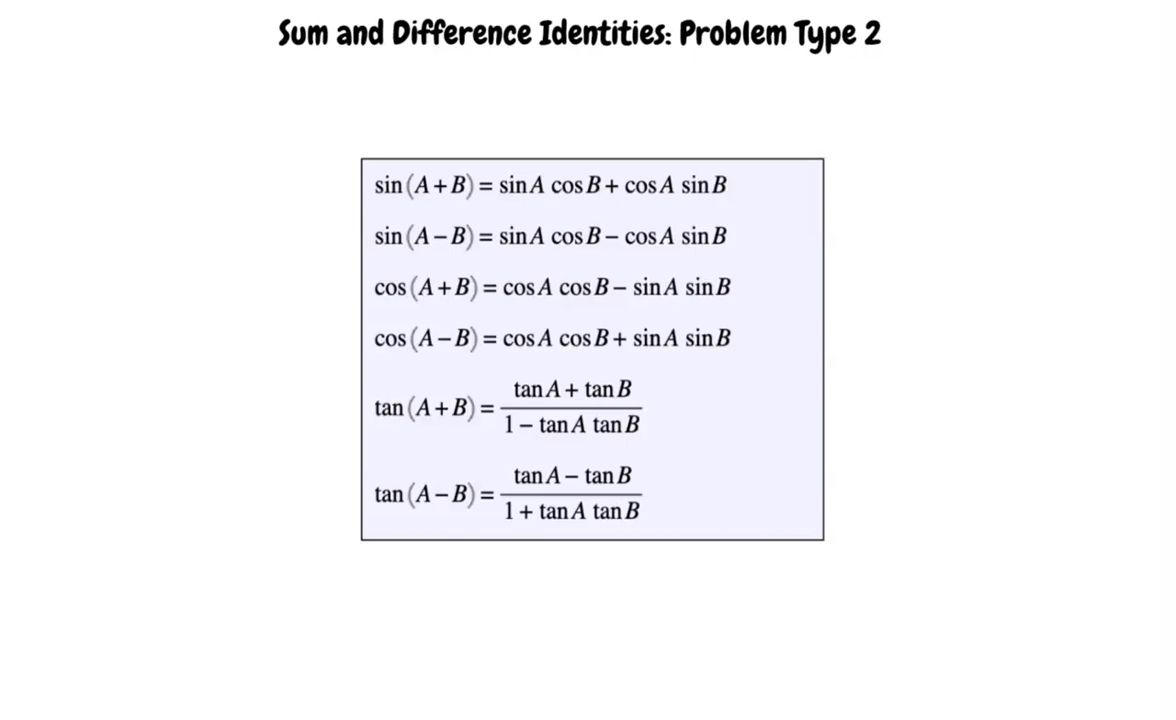 Sum and Difference Identities: Problem Type 2
sin(A+B) = sinA cosB + cosA sinB
sin(A−B) = sinA cosB − cosA sinB
cos(A+B) = cosA cosB − sinA sinB
cos(A−B) = cosA cosB + sinA sinB
tanA + tanB
tan(A+B) =
1 − tanA tanB
tanA − tanB
tan(A−B) =
1 + tanA tanB